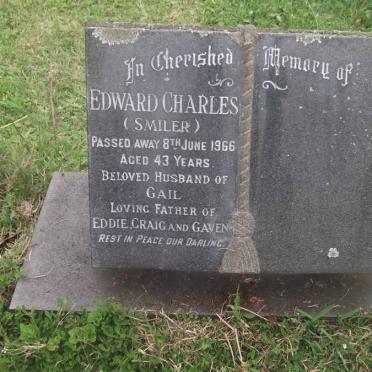 In Cherished Memory of
EDWARD CHARLES
(SMILER)
PASSED AWAY 8TH JUNE 1966
AGED 43 YEARS.
BELOVED HUSBAND OF
GAIL
LOVING FATHER OF
EDDIE, CRAIG AND GAVEN
REST IN PEACE OUR DARLING.